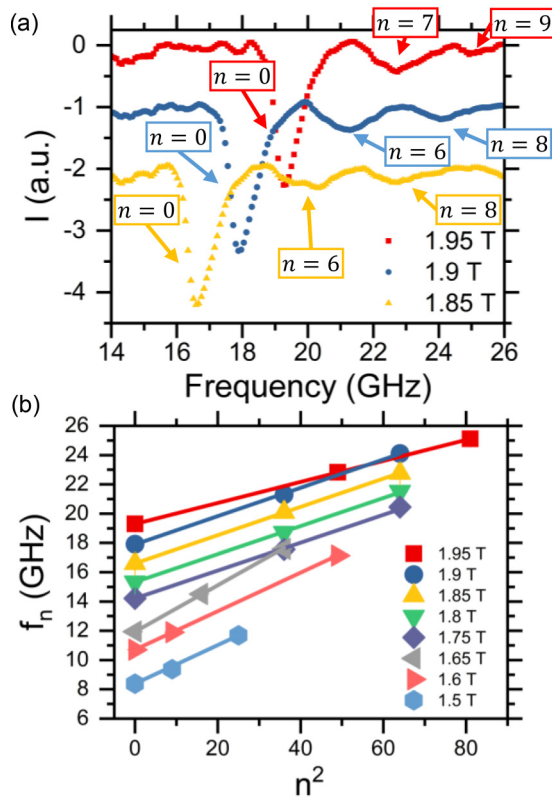 (a)
0
-1
-2
-3
-4
I (a.u.)
n = 7
n = 9
n = 0
n = 0
n = 6
n = 8
n = 0
n = 6
n = 8
1.95 T
1.9 T
1.85 T
14 16 18 20 22 24 26
Frequency (GHz)
(b)
26
24
22
20
18
16
14
12
10
8
6
fₙ (GHz)
1.95 T
1.9 T
1.85 T
1.8 T
1.75 T
1.65 T
1.6 T
1.5 T
0 20 40 60 80
n²